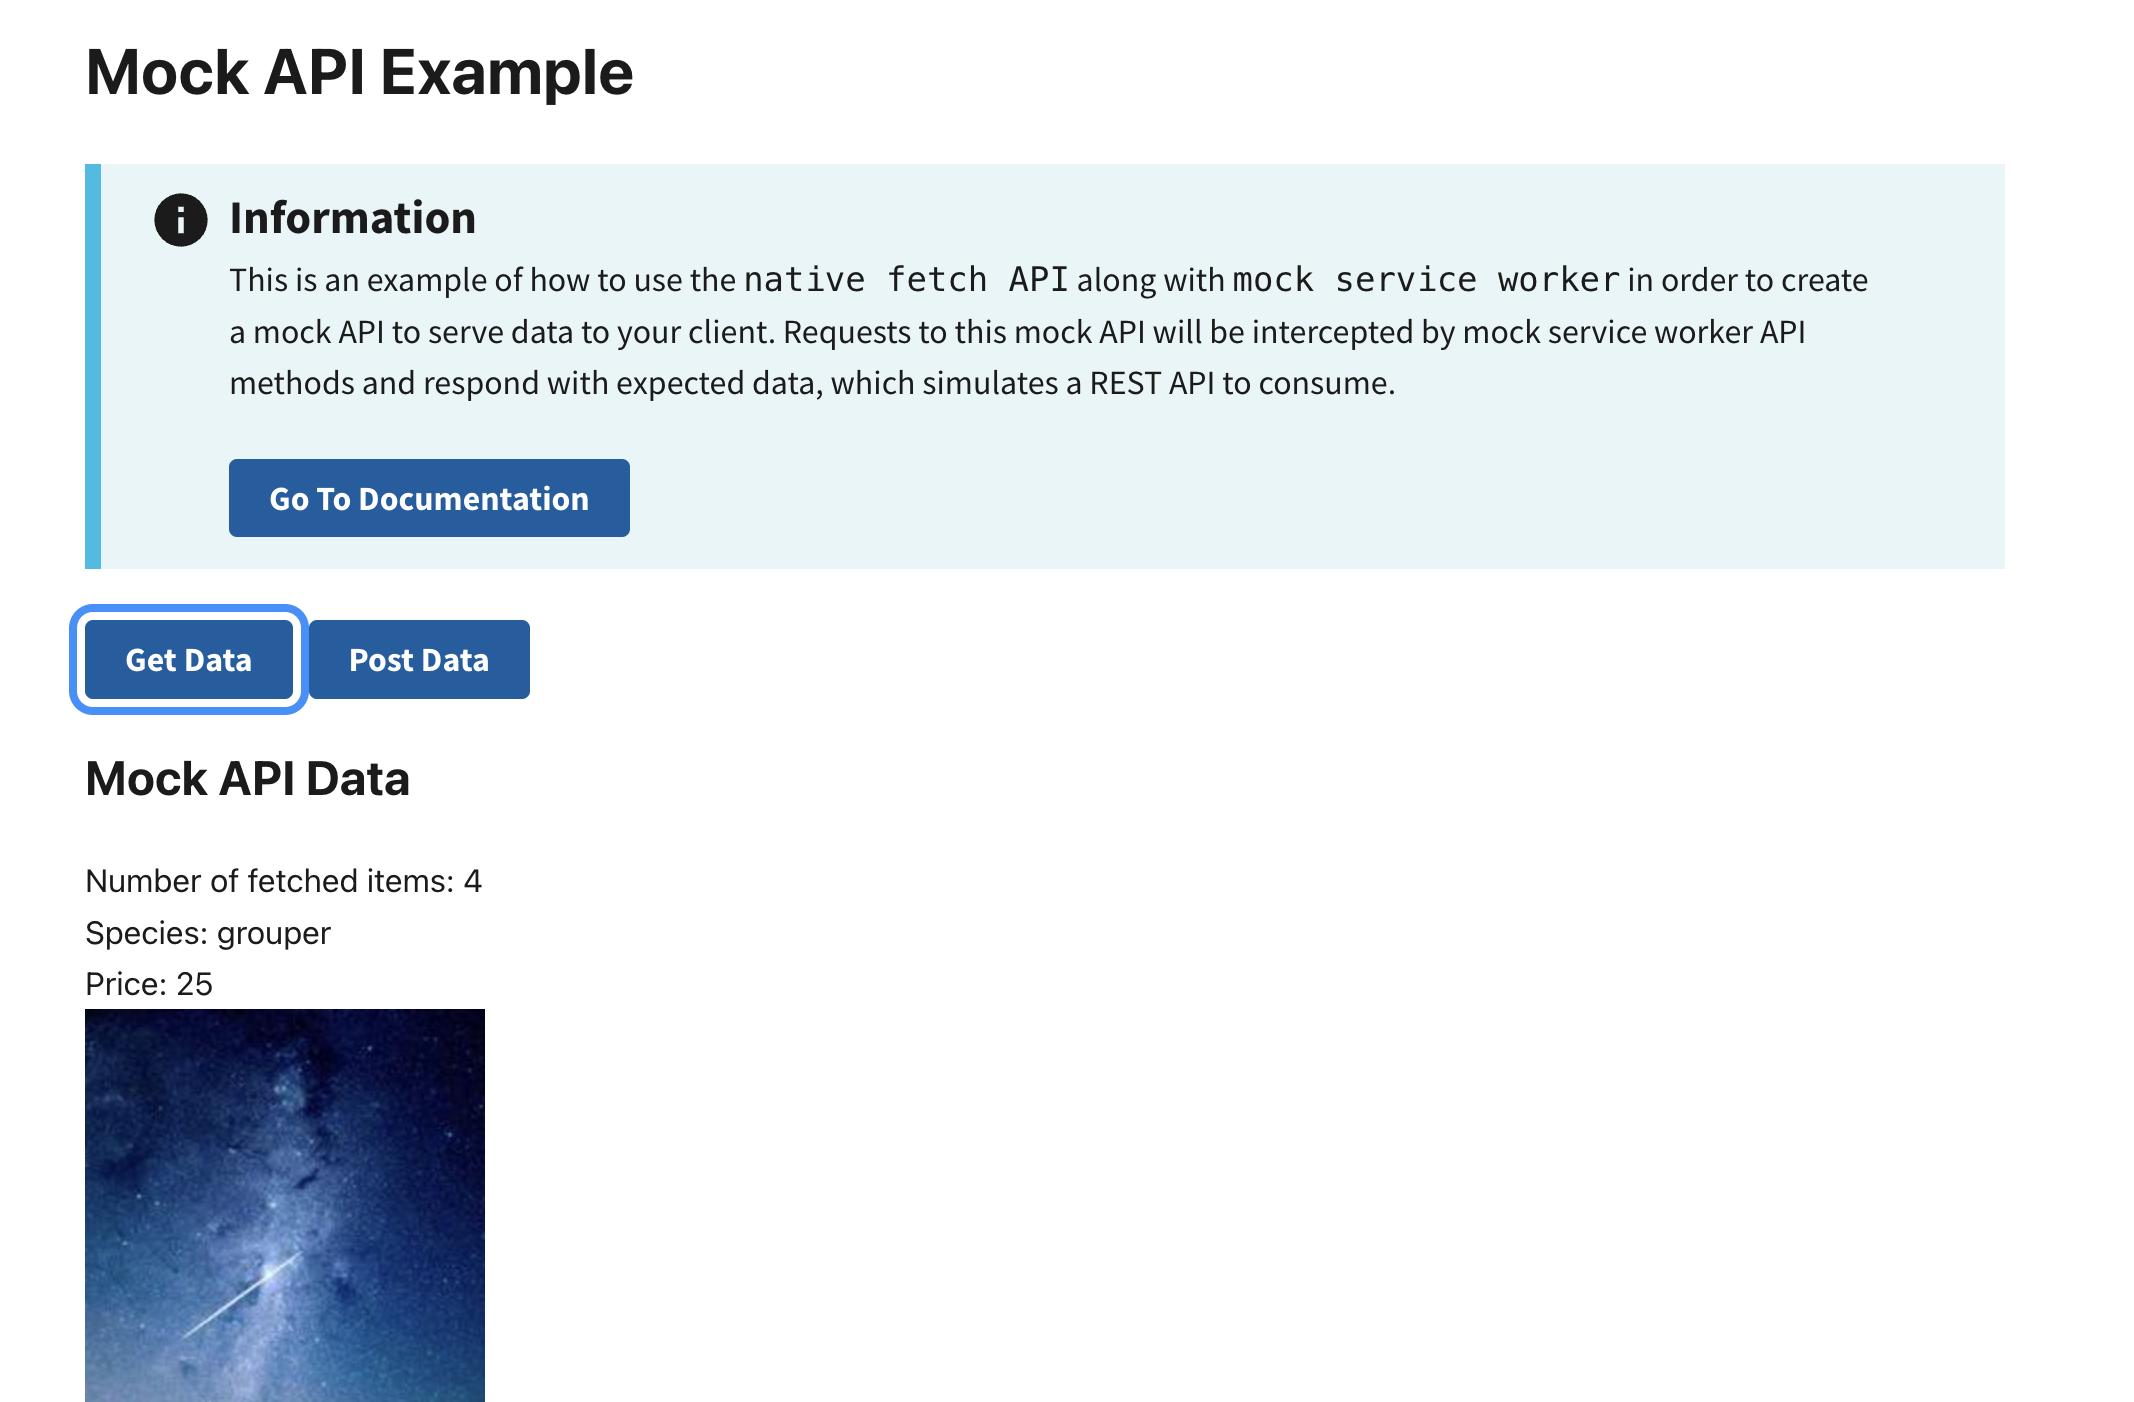 Mock API Example
Information
This is an example of how to use the native fetch API along with mock service worker in order to create
a mock API to serve data to your client. Requests to this mock API will be intercepted by mock service worker API
methods and respond with expected data, which simulates a REST API to consume.
Go To Documentation
Get Data Post Data
Mock API Data
Number of fetched items: 4
Species: grouper
Price: 25